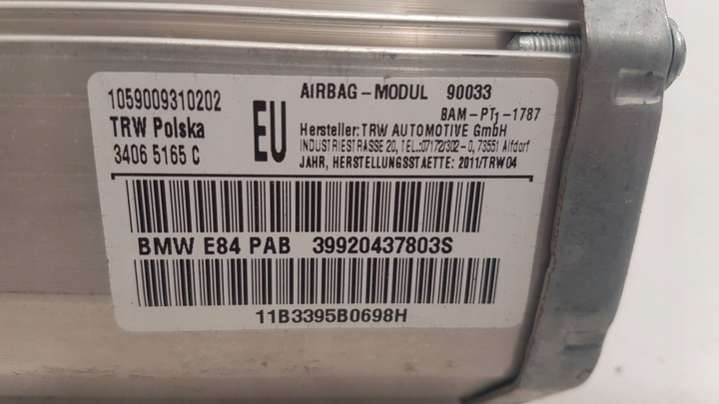 1059009310202
TRW Polska
3406 5165 C
EU
AIRBAG-MODUL 90033
BAM-PT1-1787
Hersteller: TRW AUTOMOTIVE GmbH
INDUSTRIESTRASSE 20, TEL.:07172/302-0, 73551 Alfdorf
JAHR, HERSTELLUNGSSTAETTE: 2011/TRW04
BMW E84 PAB 39920437803S
11B3395B0698H